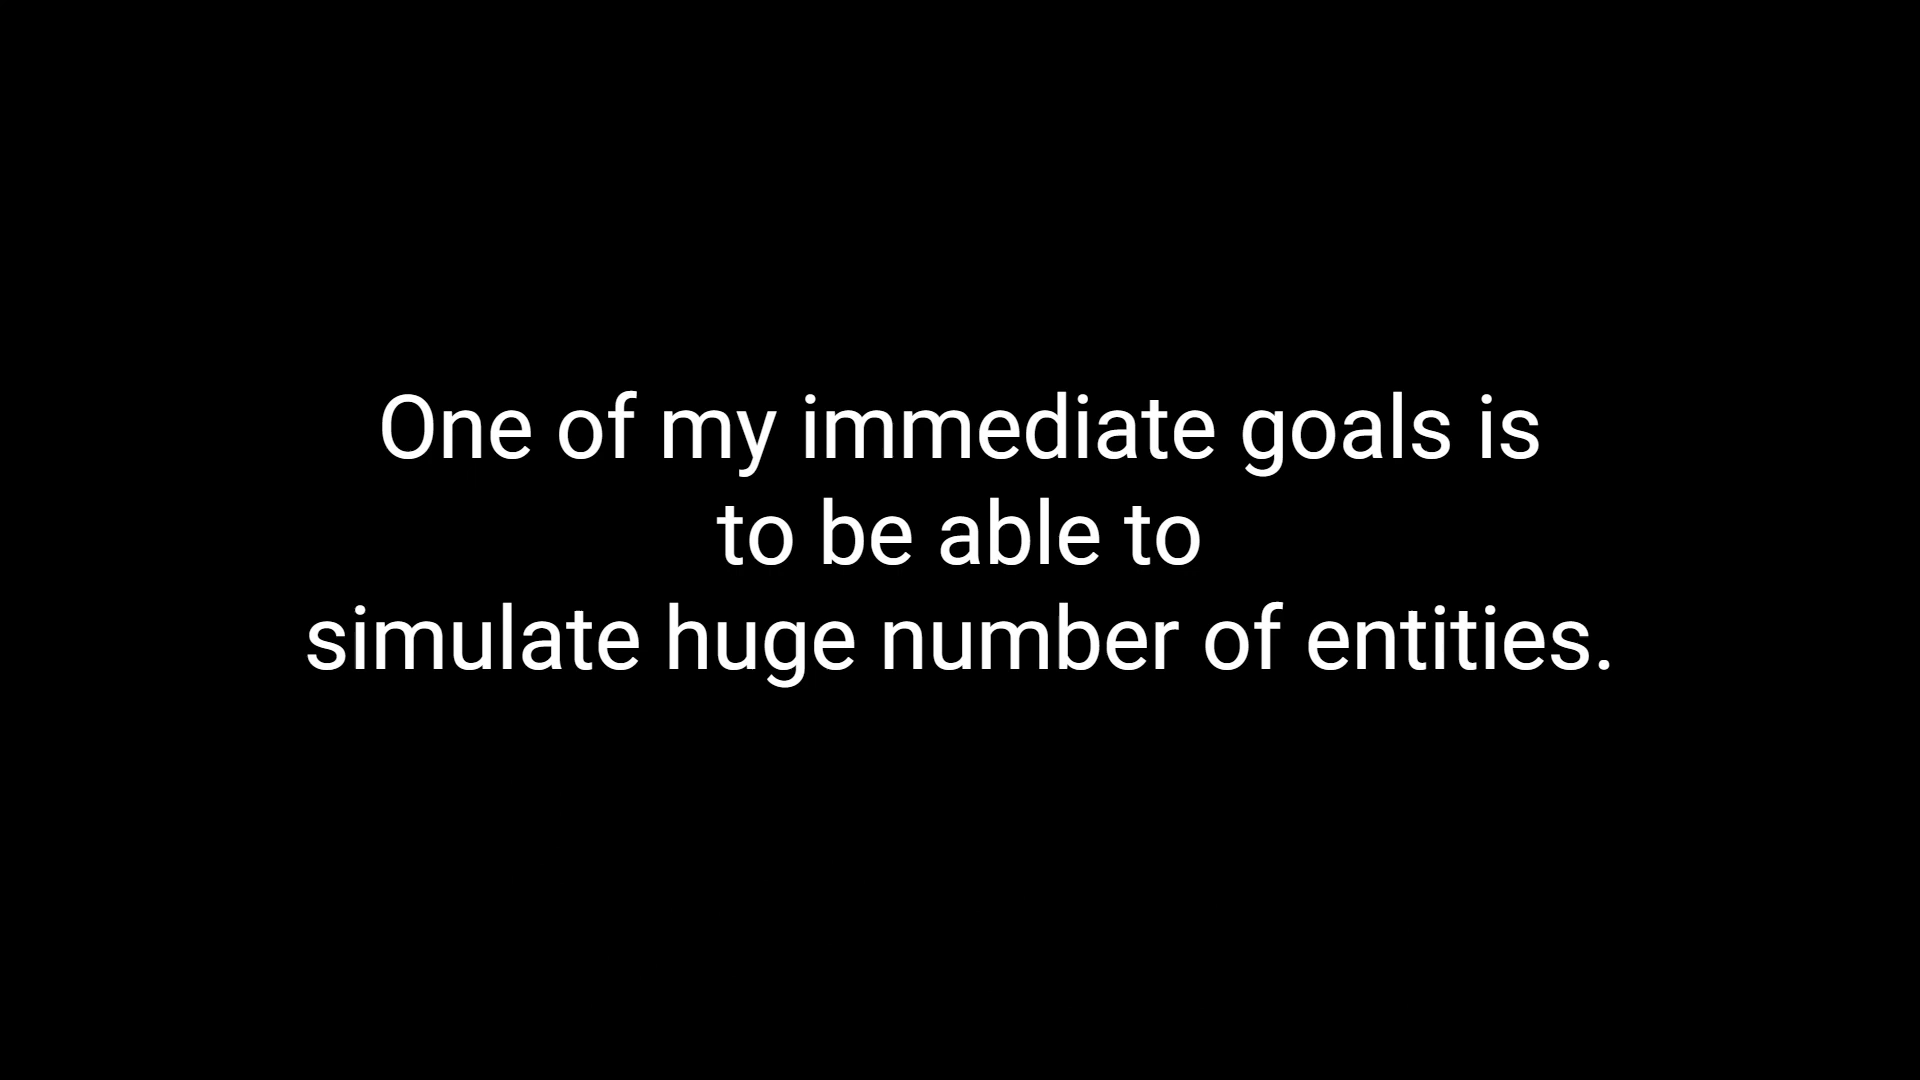 One of my immediate goals is
to be able to
simulate huge number of entities.